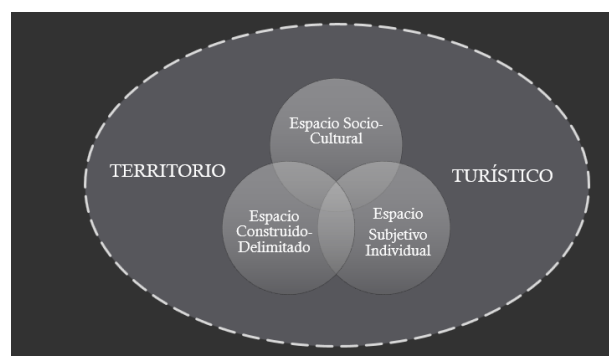 Espacio Socio-
Cultural
TERRITORIO
TURÍSTICO
Espacio
Construido-
Delimitado
Espacio
Subjetivo
Individual